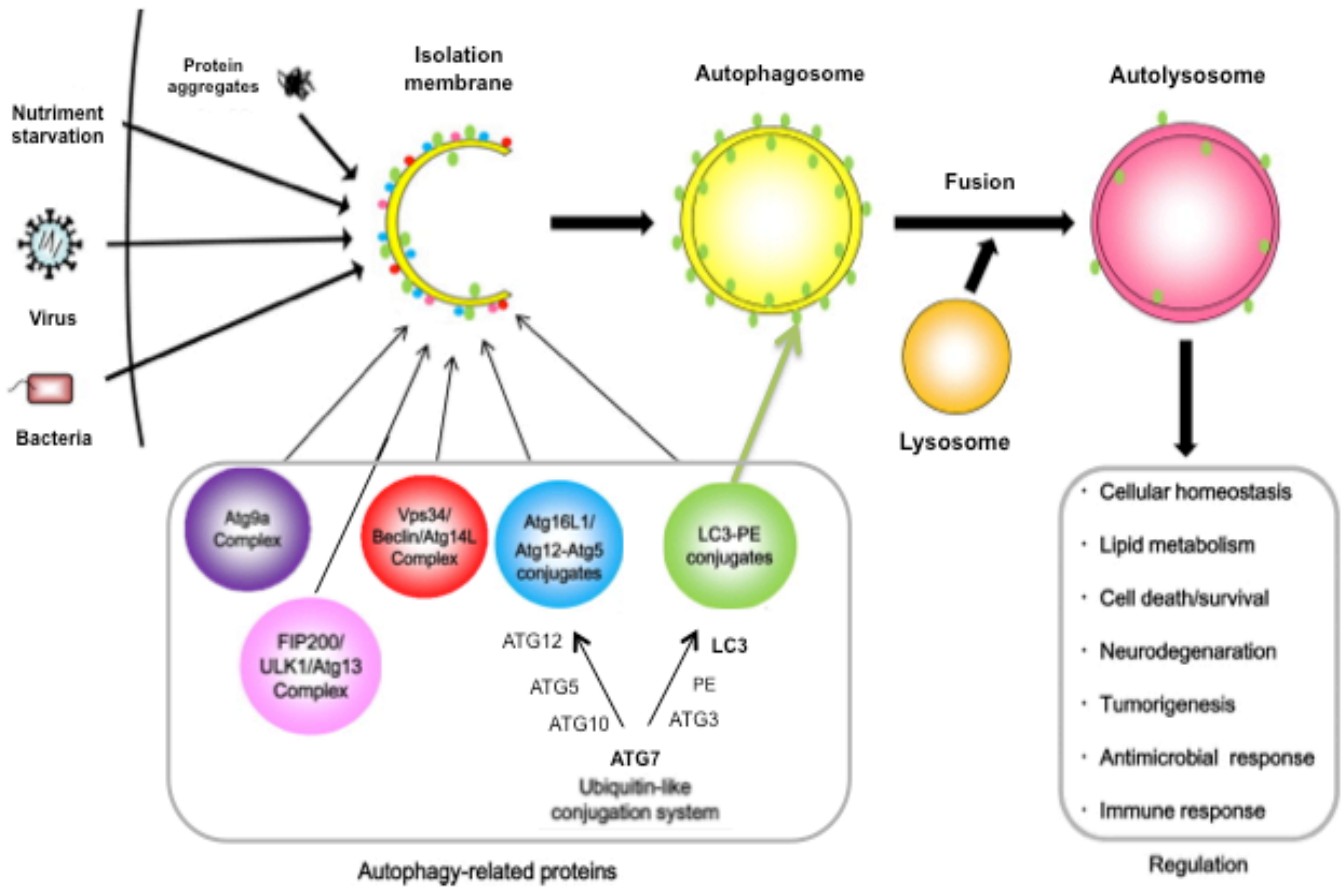 Protein
aggregates
Isolation
membrane
Autophagosome
Autolysosome
Nutriment
starvation
Fusion
Virus
Bacteria
Lysosome
Atg9a
Complex
Vps34/
Beclin/Atg14L
Complex
Atg16L1/
Atg12-Atg5
conjugates
LC3-PE
conjugates
FIP200/
ULK1/Atg13
Complex
ATG12
LC3
ATG5
PE
ATG10
ATG3
ATG7
Ubiquitin-like
conjugation system
Autophagy-related proteins
· Cellular homeostasis
· Lipid metabolism
· Cell death/survival
· Neurodegenaration
· Tumorigenesis
· Antimicrobial response
· Immune response
Regulation